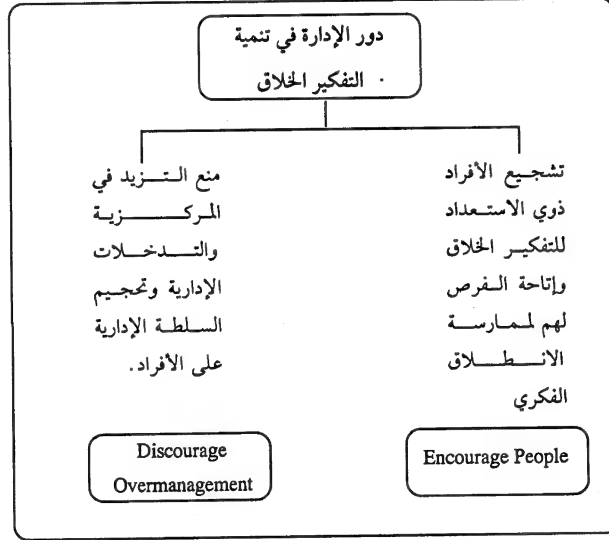 دور الإدارة في تنمية
التفكير الخلاق
تشجيع الأفراد
ذوي الاستعداد
للتفكير الخلاق
وإتاحة الفرص
لهم لممارسة
الانطلاق
الفكري
Encourage People
منع التزيد في
المركزية
والتدخلات
الإدارية وتحجيم
السلطة الإدارية
على الأفراد.
Discourage
Overmanagement